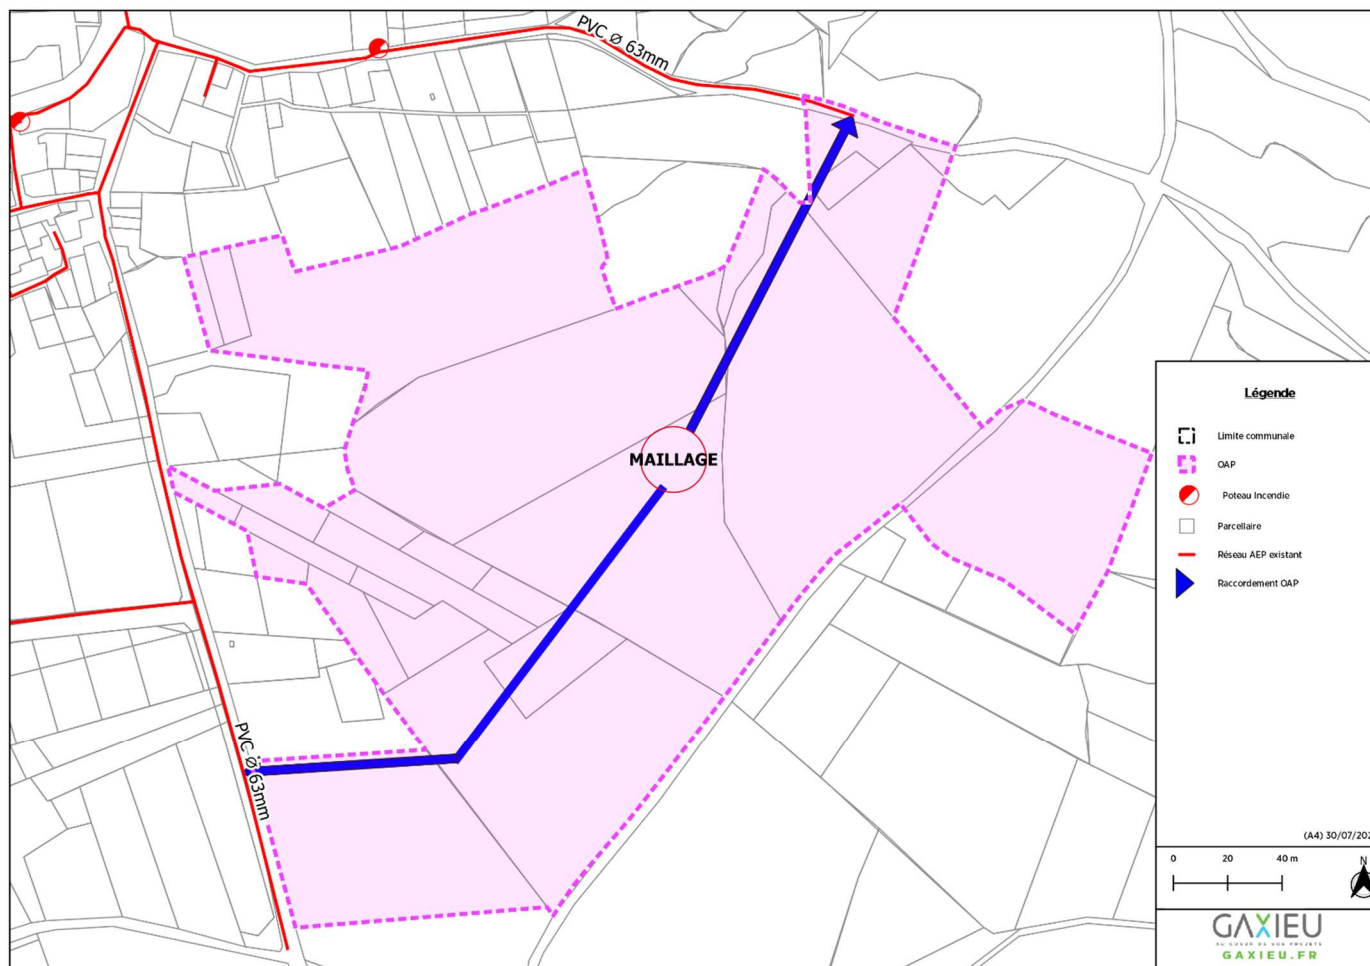 PVC ⌀ 63mm
MAILLAGE
PVC ⌀ 63mm
Légende
Limite communale
OAP
Poteau Incendie
Parcellaire
Réseau AEP existant
Raccordement OAP
(A4) 30/07/202
0 20 40 m
N
GAXIEU
AU COEUR DE VOS PROJETS
GAXIEU.FR